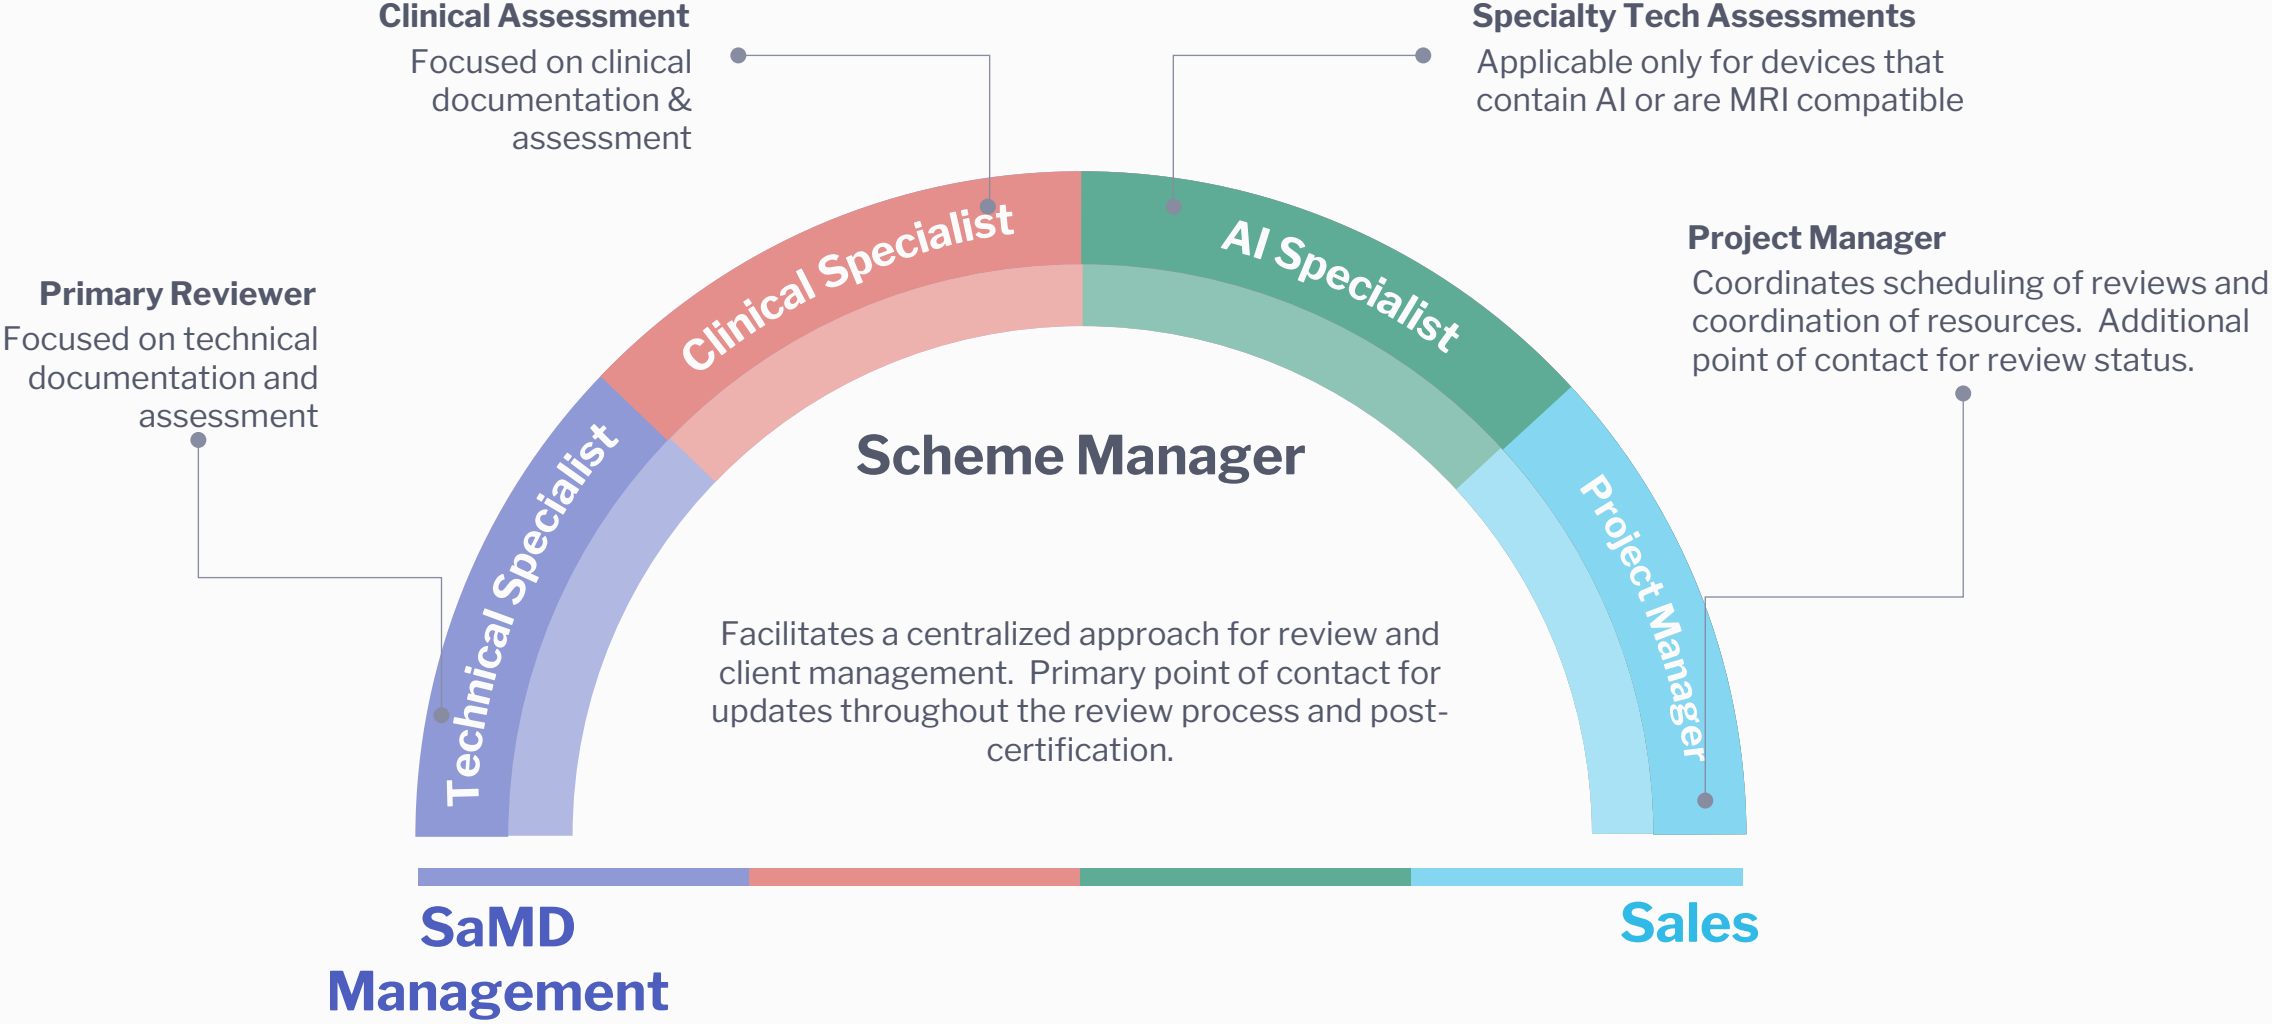 Clinical Assessment
Focused on clinical
documentation &
assessment
Specialty Tech Assessments
Applicable only for devices that
contain AI or are MRI compatible
Primary Reviewer
Focused on technical
documentation and
assessment
Project Manager
Coordinates scheduling of reviews and
coordination of resources.  Additional
point of contact for review status.
Technical Specialist
Clinical Specialist
AI Specialist
Project Manager
Scheme Manager
Facilitates a centralized approach for review and
client management.  Primary point of contact for
updates throughout the review process and post-
certification.
SaMD
Management
Sales